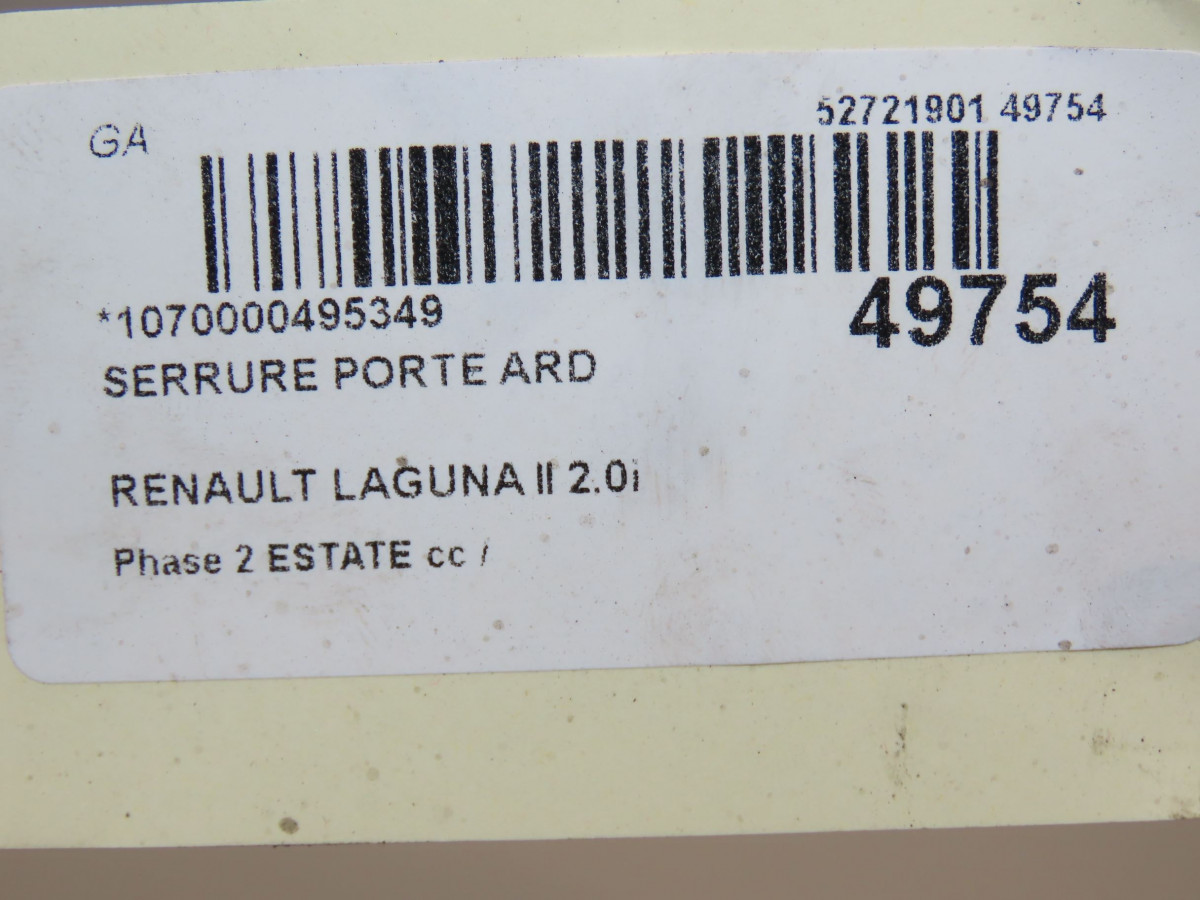 52721901 49754
GA
*1070000495349
49754
SERRURE PORTE ARD
RENAULT LAGUNA II 2.0i
Phase 2 ESTATE cc /